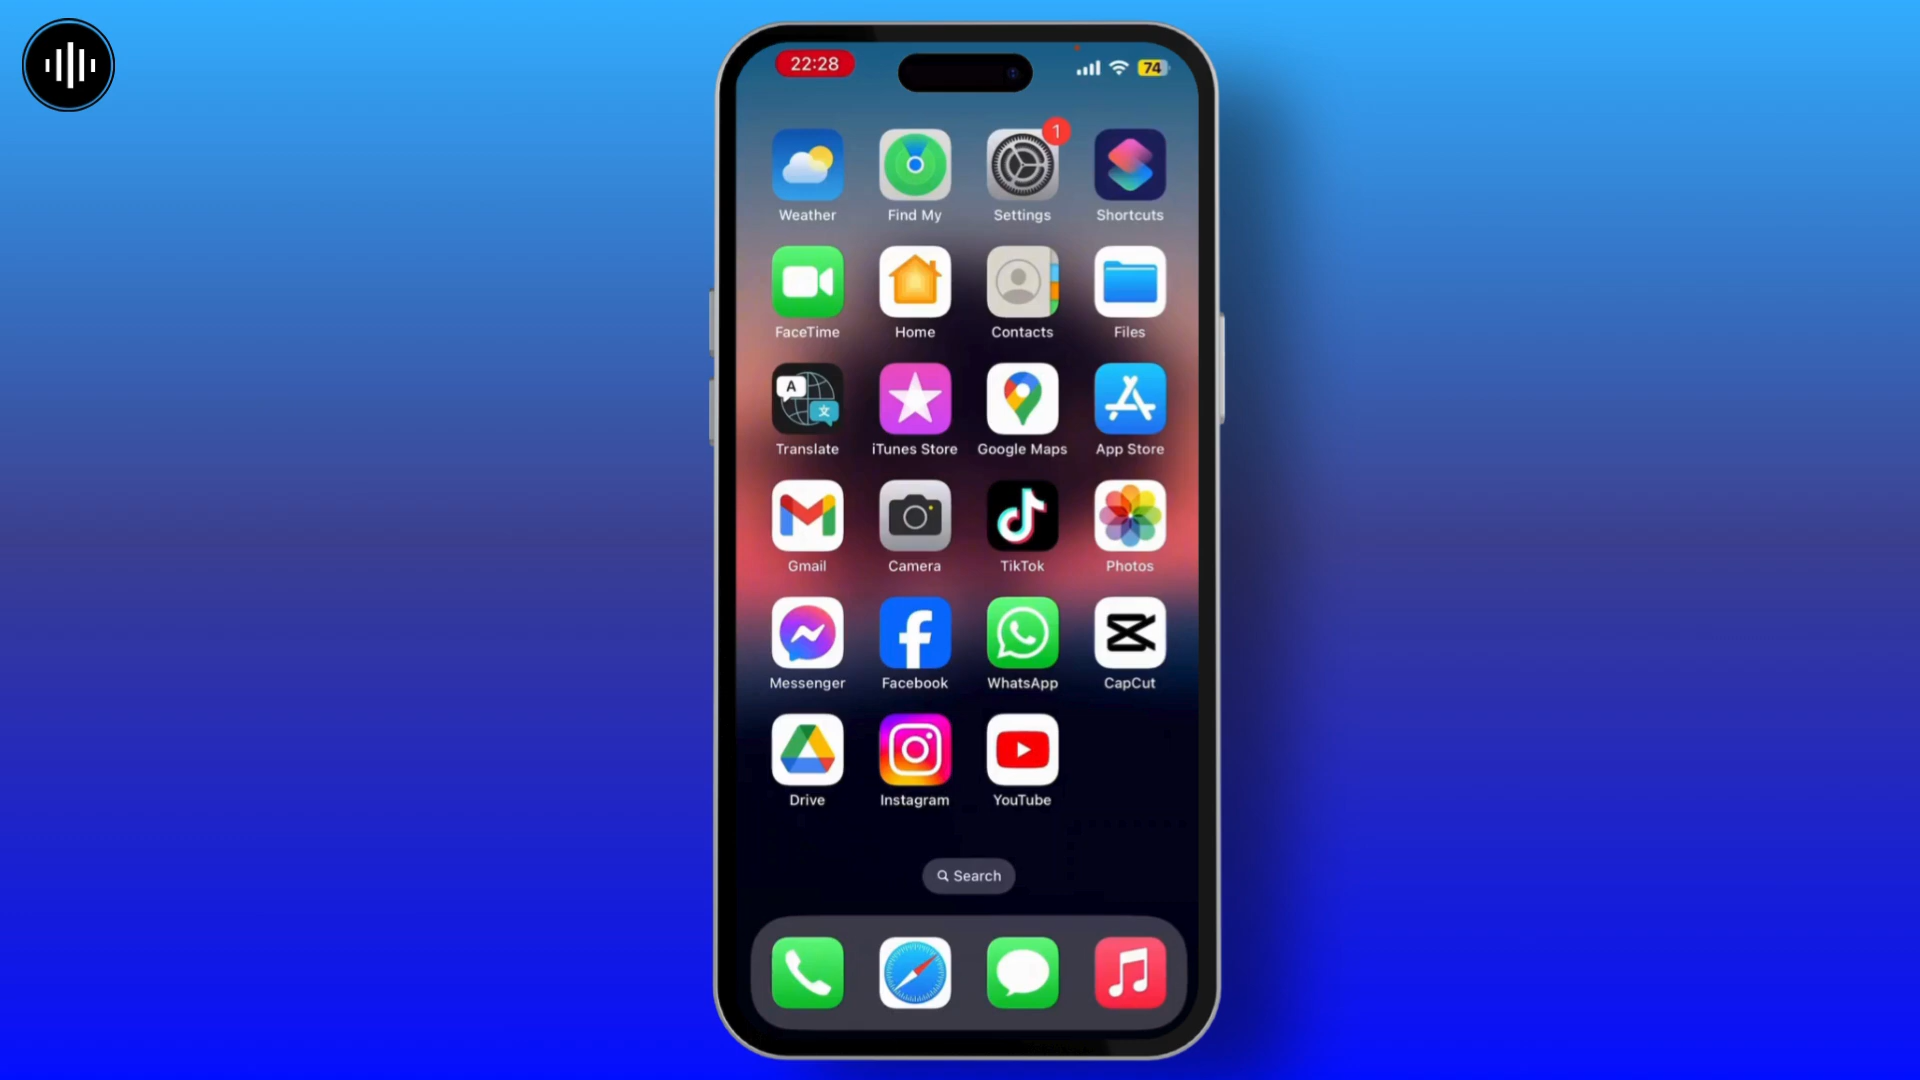 22:28
74
1
Weather Find My Settings Shortcuts
FaceTime Home Contacts Files
A
文
Translate iTunes Store Google Maps App Store
Gmail Camera TikTok Photos
Messenger Facebook WhatsApp CapCut
Drive Instagram YouTube
Search